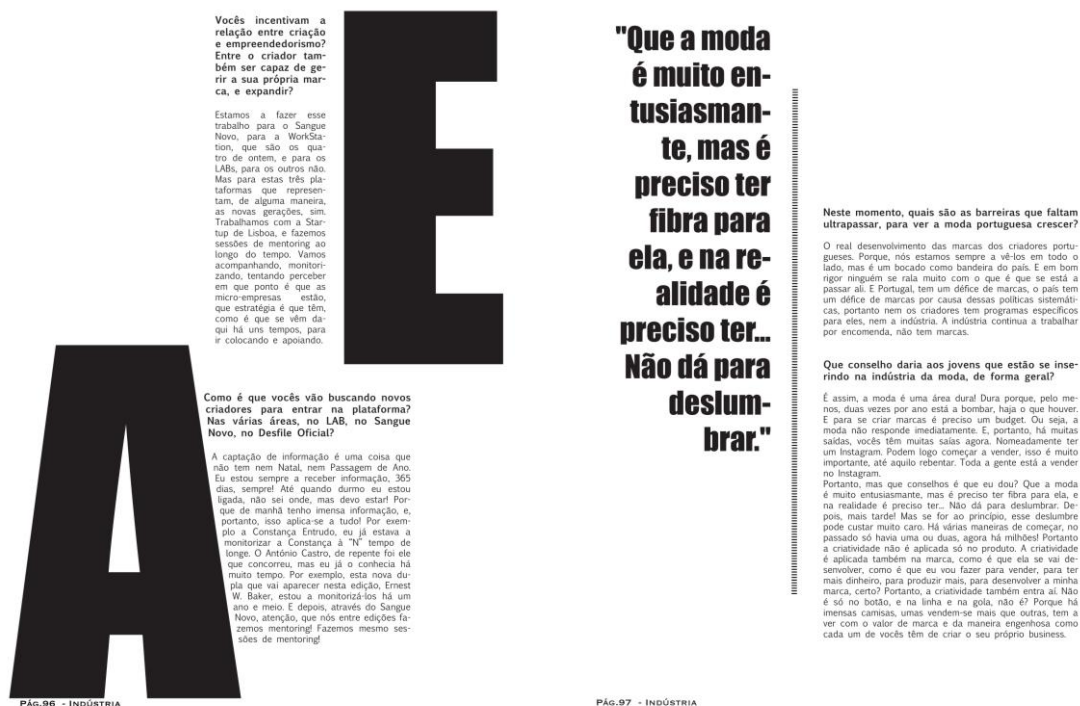 Vocês incentivam a
relação entre criação
e empreendedorismo?
Entre o criador tam-
bém ser capaz de ge-
rir a sua própria mar-
ca, e expandir?
Estamos a fazer esse
trabalho para o Sangue
Novo, para a WorkSta-
tion, que são os qua-
tro de ontem, e para os
LABs, para os outros não.
Mas para estas três pla-
taformas que represen-
tam, de alguma maneira,
as novas gerações, sim.
Trabalhamos com a Star-
tup de Lisboa, e fazemos
sessões de mentoring ao
longo do tempo. Vamos
acompanhando, monitori-
zando, tentando perceber
em que ponto é que as
micro-empresas estão,
que estratégia é que têm,
como é que se vêm da-
qui há uns tempos, para
ir colocando e apoiando.
E
A
Como é que vocês vão buscando novos
criadores para entrar na plataforma?
Nas várias áreas, no LAB, no Sangue
Novo, no Desfile Oficial?
A captação de informação é uma coisa que
não tem nem Natal, nem Passagem de Ano.
Eu estou sempre a receber informação, 365
dias, sempre! Até quando durmo eu estou
ligada, não sei onde, mas devo estar! Por-
que de manhã tenho imensa informação, e,
portanto, isso aplica-se a tudo! Por exem-
plo a Constança Entrudo, eu já estava a
monitorizar a Constança à "N" tempo de
longe. O António Castro, de repente foi ele
que concorreu, mas eu já o conhecia há
muito tempo. Por exemplo, esta nova du-
pla que vai aparecer nesta edição, Ernest
W. Baker, estou a monitorizá-los há um
ano e meio. E depois, através do Sangue
Novo, atenção, que nós entre edições fa-
zemos mentoring! Fazemos mesmo ses-
sões de mentoring!
Pág.96 - Indústria
"Que a moda
é muito en-
tusiasman-
te, mas é
preciso ter
fibra para
ela, e na re-
alidade é
preciso ter...
Não dá para
deslum-
brar."
Neste momento, quais são as barreiras que faltam
ultrapassar, para ver a moda portuguesa crescer?
O real desenvolvimento das marcas dos criadores portu-
gueses. Porque, nós estamos sempre a vê-los em todo o
lado, mas é um bocado como bandeira do país. E em bom
rigor ninguém se rala muito com o que é que se está a
passar ali. E Portugal, tem um défice de marcas, o país tem
um défice de marcas por causa dessas políticas sistemáti-
cas, portanto nem os criadores tem programas específicos
para eles, nem a indústria. A indústria continua a trabalhar
por encomenda, não tem marcas.
Que conselho daria aos jovens que estão se inse-
rindo na indústria da moda, de forma geral?
É assim, a moda é uma área dura! Dura porque, pelo me-
nos, duas vezes por ano está a bombar, haja o que houver.
E para se criar marcas é preciso um budget. Ou seja, a
moda não responde imediatamente. E, portanto, há muitas
saídas, vocês têm muitas saías agora. Nomeadamente ter
um Instagram. Podem logo começar a vender, isso é muito
importante, até aquilo rebentar. Toda a gente está a vender
no Instagram.
Portanto, mas que conselhos é que eu dou? Que a moda
é muito entusiasmante, mas é preciso ter fibra para ela, e
na realidade é preciso ter... Não dá para deslumbrar. De-
pois, mais tarde! Mas se for ao princípio, esse deslumbre
pode custar muito caro. Há várias maneiras de começar, no
passado só havia uma ou duas, agora há milhões! Portanto
a criatividade não é aplicada só no produto. A criatividade
é aplicada também na marca, como é que ela se vai de-
senvolver, como é que eu vou fazer para vender, para ter
mais dinheiro, para produzir mais, para desenvolver a minha
marca, certo? Portanto, a criatividade também entra aí. Não
é só no botão, e na linha e na gola, não é? Porque há
imensas camisas, umas vendem-se mais que outras, tem a
ver com o valor de marca e da maneira engenhosa como
cada um de vocês têm de criar o seu próprio business.
Pág.97 - Indústria